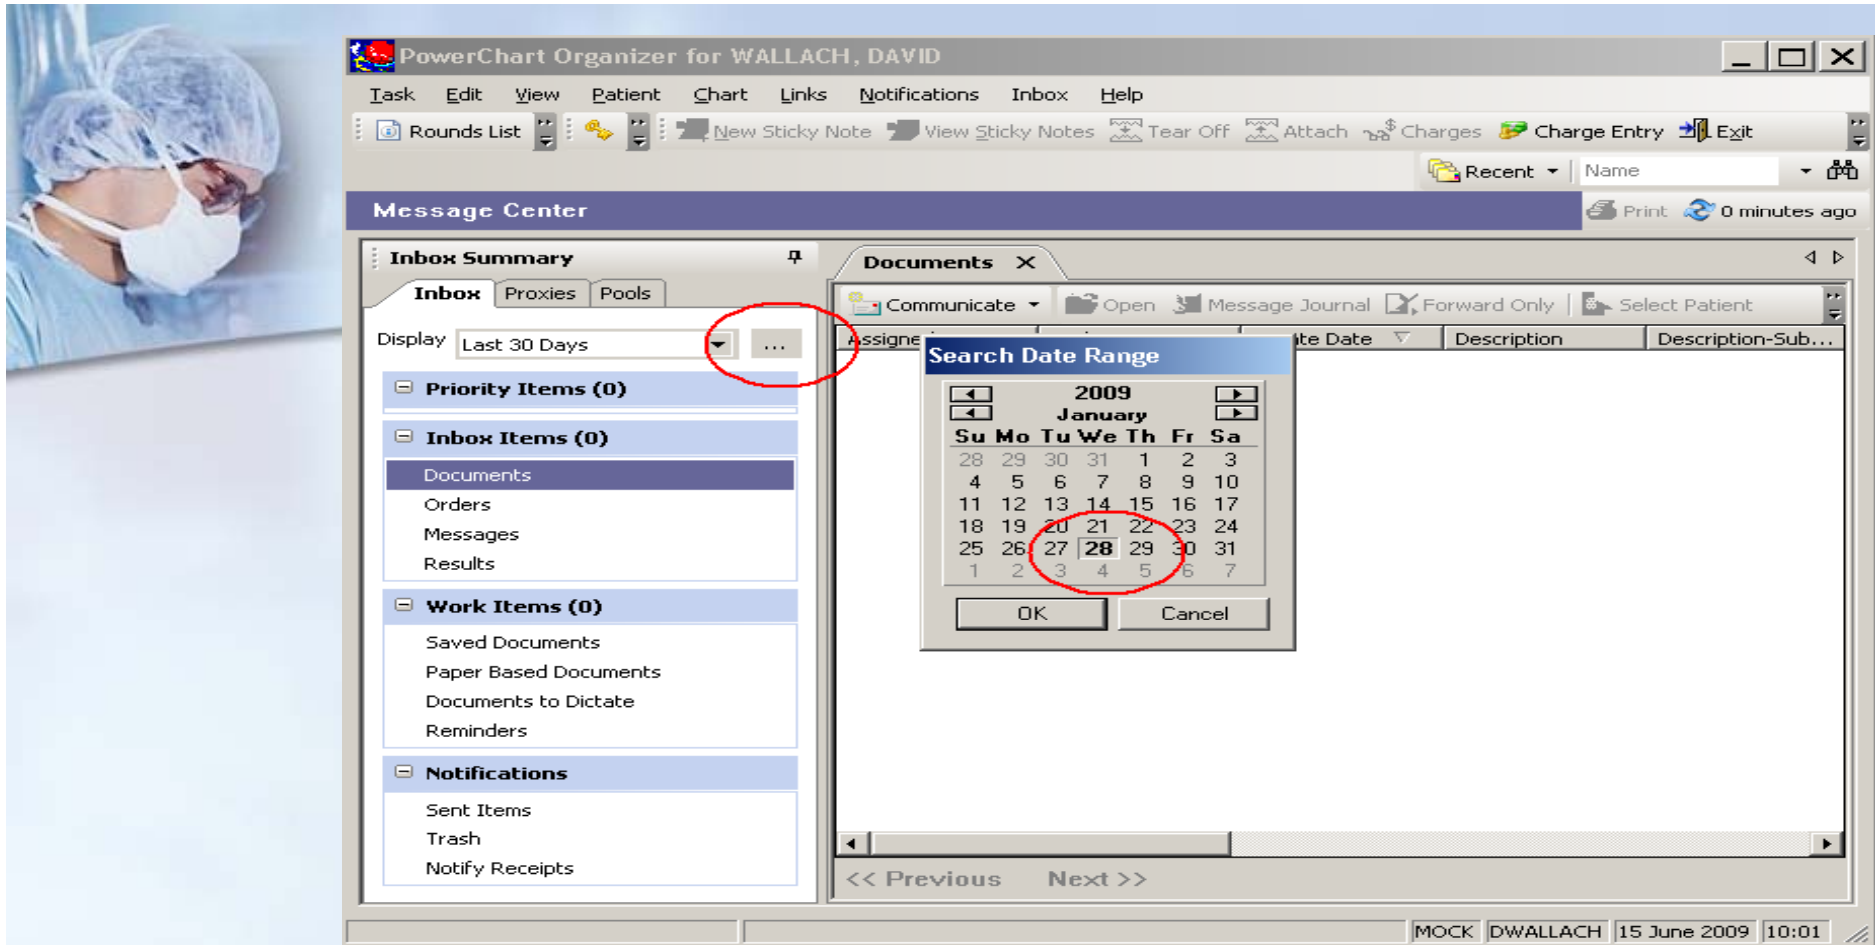 PowerChart Organizer for WALLACH, DAVID
Task Edit View Patient Chart Links Notifications Inbox Help
Rounds List New Sticky Note View Sticky Notes Tear Off Attach Charges Charge Entry Exit
Recent Name
Message Center Print 0 minutes ago
Inbox Summary
Inbox Proxies Pools
Display Last 30 Days ...
Priority Items (0)
Inbox Items (0)
Documents
Orders
Messages
Results
Work Items (0)
Saved Documents
Paper Based Documents
Documents to Dictate
Reminders
Notifications
Sent Items
Trash
Notify Receipts
Documents
Communicate Open Message Journal Forward Only Select Patient
Assigne te Date Description Description-Sub...
Search Date Range
2009
January
Su Mo Tu We Th Fr Sa
28 29 30 31 1 2 3
4 5 6 7 8 9 10
11 12 13 14 15 16 17
18 19 20 21 22 23 24
25 26 27 28 29 30 31
1 2 3 4 5 6 7
OK Cancel
<< Previous Next >>
MOCK DWALLACH 15 June 2009 10:01